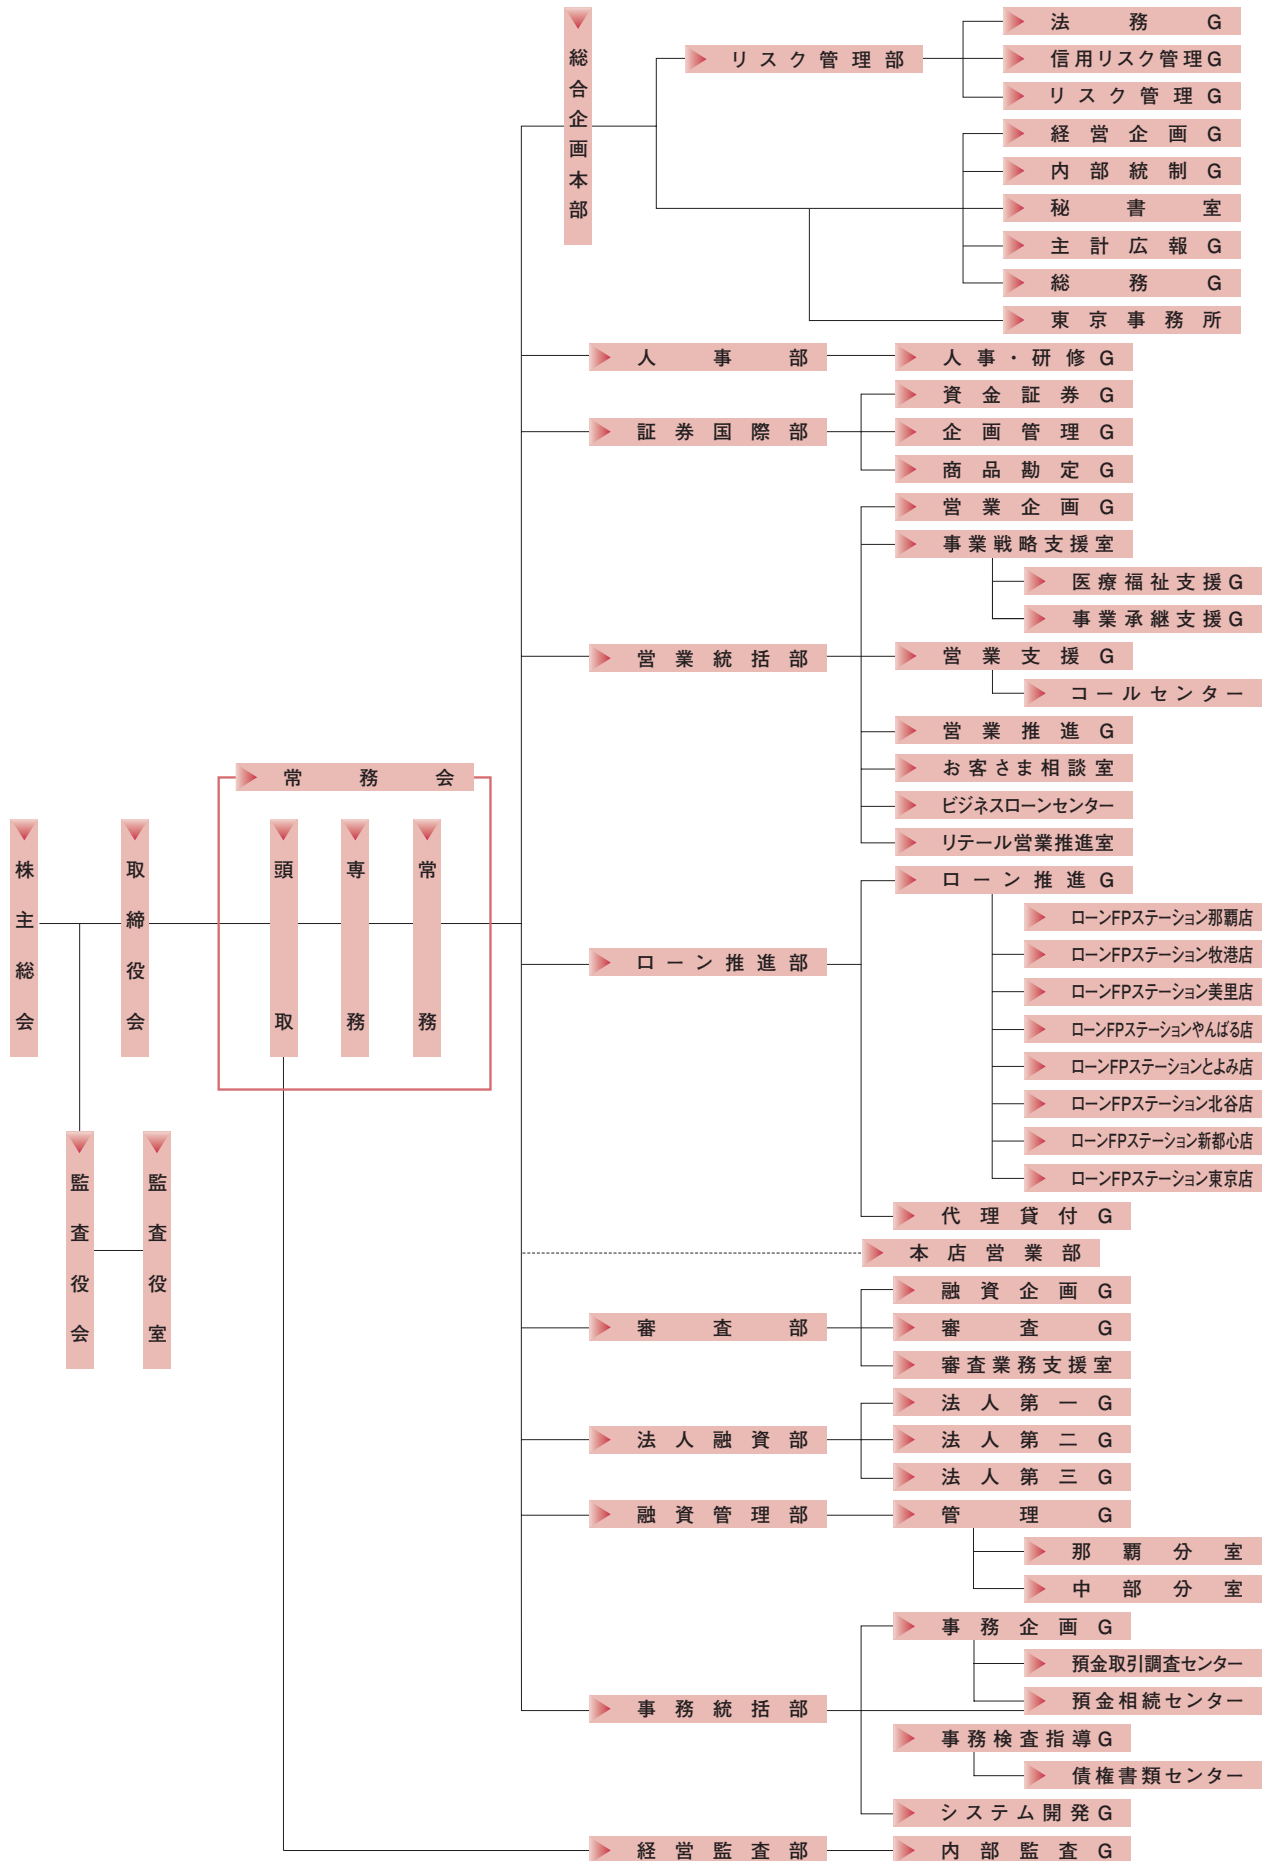 株主総会
取締役会
監査役会
監査役室
常務会
頭取
専務
常務
総合企画本部
リスク管理部
法務G
信用リスク管理G
リスク管理G
経営企画G
内部統制G
秘書室
主計広報G
総務G
東京事務所
人事部
人事・研修G
証券国際部
資金証券G
企画管理G
商品勘定G
営業統括部
営業企画G
事業戦略支援室
医療福祉支援G
事業承継支援G
営業支援G
コールセンター
営業推進G
お客さま相談室
ビジネスローンセンター
リテール営業推進室
ローン推進部
ローン推進G
ローンFPステーション那覇店
ローンFPステーション牧港店
ローンFPステーション美里店
ローンFPステーションやんばる店
ローンFPステーションとよみ店
ローンFPステーション北谷店
ローンFPステーション新都心店
ローンFPステーション東京店
代理貸付G
本店営業部
審査部
融資企画G
審査G
審査業務支援室
法人融資部
法人第一G
法人第二G
法人第三G
融資管理部
管理G
那覇分室
中部分室
事務統括部
事務企画G
預金取引調査センター
預金相続センター
事務検査指導G
債権書類センター
システム開発G
経営監査部
内部監査G